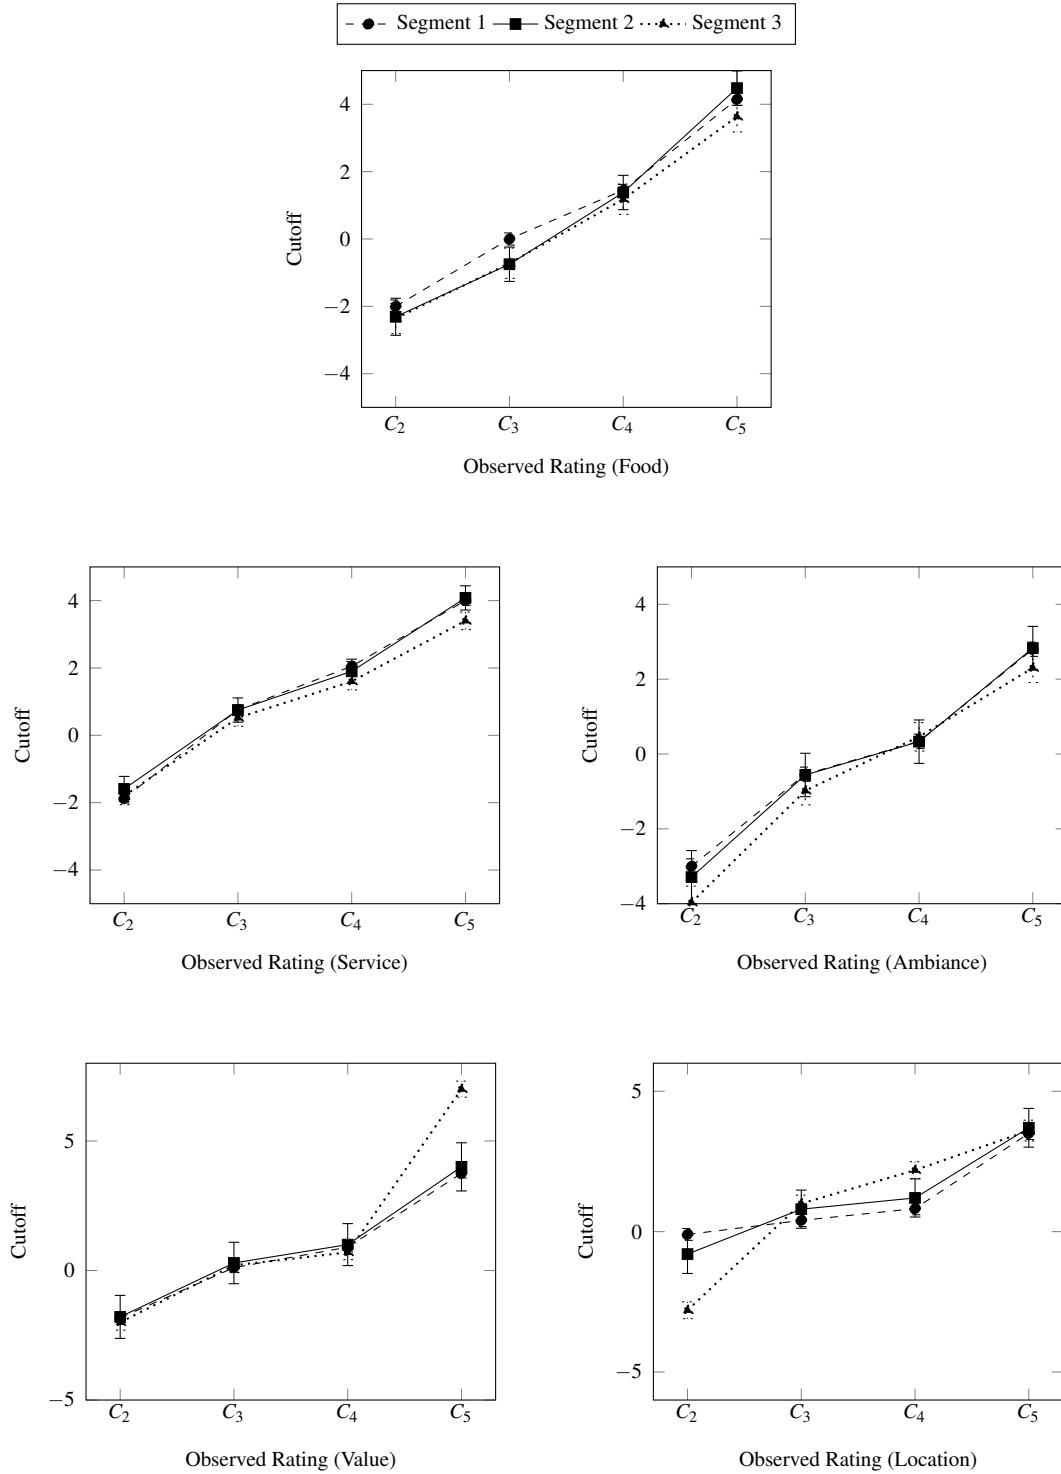 Segment 1 Segment 2 Segment 3
4
2
0
−2
−4
Cutoff
C2 C3 C4 C5
Observed Rating (Food)
4
2
0
−2
−4
Cutoff
C2 C3 C4 C5
Observed Rating (Service)
4
2
0
−2
−4
Cutoff
C2 C3 C4 C5
Observed Rating (Ambiance)
5
0
−5
Cutoff
C2 C3 C4 C5
Observed Rating (Value)
5
0
−5
Cutoff
C2 C3 C4 C5
Observed Rating (Location)